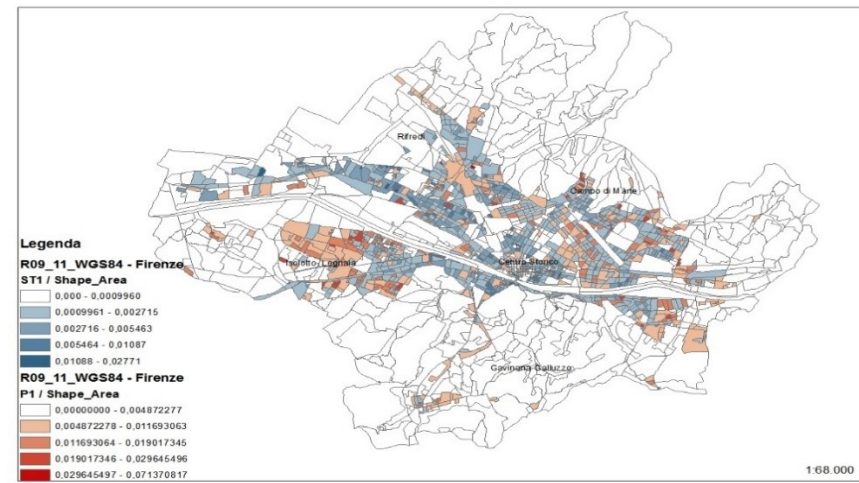 Rifredi
Campo di Marte
Isolotto-Legnaia
Centro Storico
Gavinana-Galluzzo
Legenda
R09_11_WGS84 - Firenze
ST1 / Shape_Area
0,000 - 0,0009960
0,0009961 - 0,002715
0,002716 - 0,005463
0,005464 - 0,01087
0,01088 - 0,02771
R09_11_WGS84 - Firenze
P1 / Shape_Area
0,00000000 - 0,004872277
0,004872278 - 0,011693063
0,011693064 - 0,019017345
0,019017346 - 0,029645496
0,029645497 - 0,071370817
1:68.000